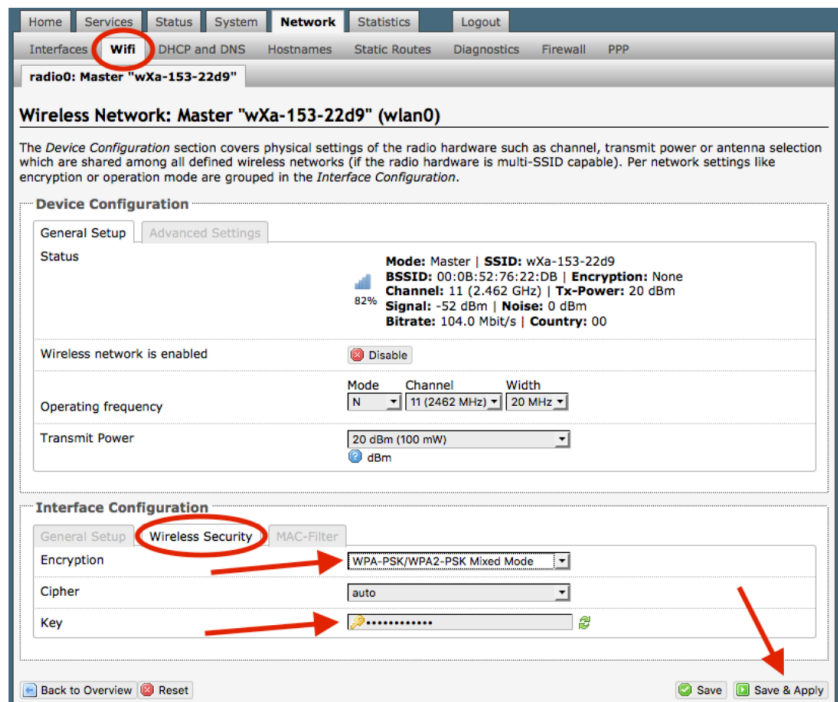 Home Services Status System Network Statistics Logout
Interfaces Wifi DHCP and DNS Hostnames Static Routes Diagnostics Firewall PPP
radio0: Master "wXa-153-22d9"
Wireless Network: Master "wXa-153-22d9" (wlan0)
The Device Configuration section covers physical settings of the radio hardware such as channel, transmit power or antenna selection
which are shared among all defined wireless networks (if the radio hardware is multi-SSID capable). Per network settings like
encryption or operation mode are grouped in the Interface Configuration.
Device Configuration
General Setup Advanced Settings
Status
82%
Mode: Master | SSID: wXa-153-22d9
BSSID: 00:0B:52:76:22:DB | Encryption: None
Channel: 11 (2.462 GHz) | Tx-Power: 20 dBm
Signal: -52 dBm | Noise: 0 dBm
Bitrate: 104.0 Mbit/s | Country: 00
Wireless network is enabled Disable
Mode Channel Width
Operating frequency N 11 (2462 MHz) 20 MHz
Transmit Power 20 dBm (100 mW)
dBm
Interface Configuration
General Setup Wireless Security MAC-Filter
Encryption WPA-PSK/WPA2-PSK Mixed Mode
Cipher auto
Key ••••••••••••
Back to Overview Reset Save Save & Apply